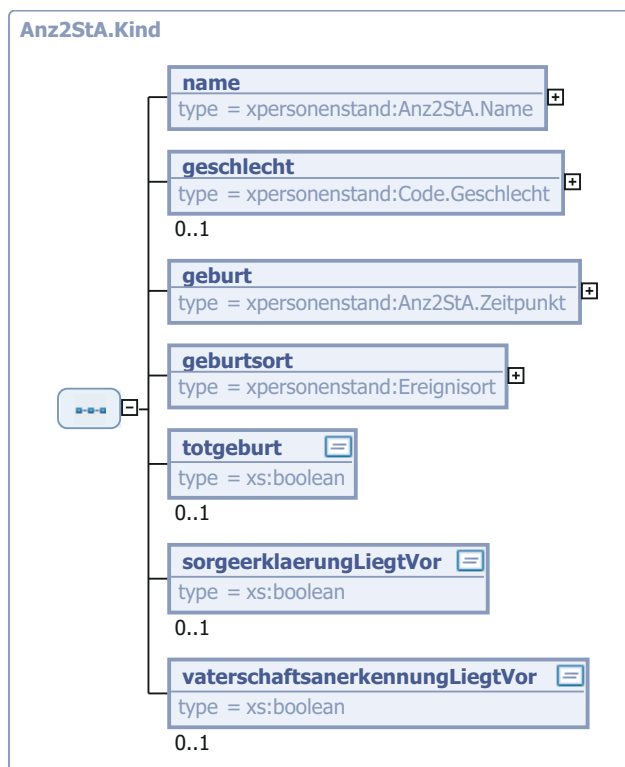 Anz2StA.Kind
name
type = xpersonenstand:Anz2StA.Name
geschlecht
type = xpersonenstand:Code.Geschlecht
0..1
geburt
type = xpersonenstand:Anz2StA.Zeitpunkt
geburtsort
type = xpersonenstand:Ereignisort
totgeburt
type = xs:boolean
0..1
sorgeerklaerungLiegtVor
type = xs:boolean
0..1
vaterschaftsanerkennungLiegtVor
type = xs:boolean
0..1